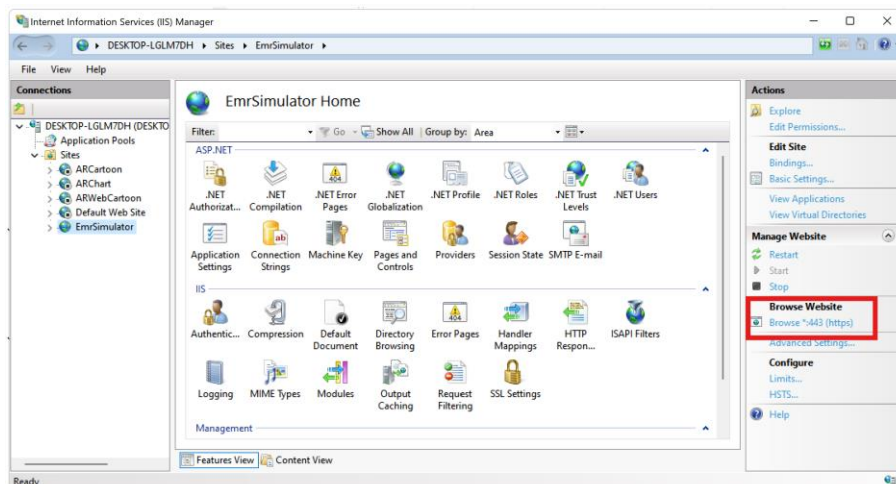 Internet Information Services (IIS) Manager
DESKTOP-LGLM7DH
Sites
EmrSimulator
File View Help
Connections
DESKTOP-LGLM7DH (DESKTO
Application Pools
Sites
ARCartoon
ARChart
ARWebCartoon
Default Web Site
EmrSimulator
EmrSimulator Home
Filter: Go Show All Group by: Area
ASP.NET
.NET Authorizat...
.NET Compilation
.NET Error Pages
.NET Globalization
.NET Profile
.NET Roles
.NET Trust Levels
.NET Users
Application Settings
Connection Strings
Machine Key
Pages and Controls
Providers
Session State
SMTP E-mail
IIS
Authentic...
Compression
Default Document
Directory Browsing
Error Pages
Handler Mappings
HTTP Respon...
ISAPI Filters
Logging
MIME Types
Modules
Output Caching
Request Filtering
SSL Settings
Management
Features View
Content View
Actions
Explore
Edit Permissions...
Edit Site
Bindings...
Basic Settings...
View Applications
View Virtual Directories
Manage Website
Restart
Start
Stop
Browse Website
Browse *:443 (https)
Advanced Settings...
Configure
Limits...
HSTS...
Help
Ready